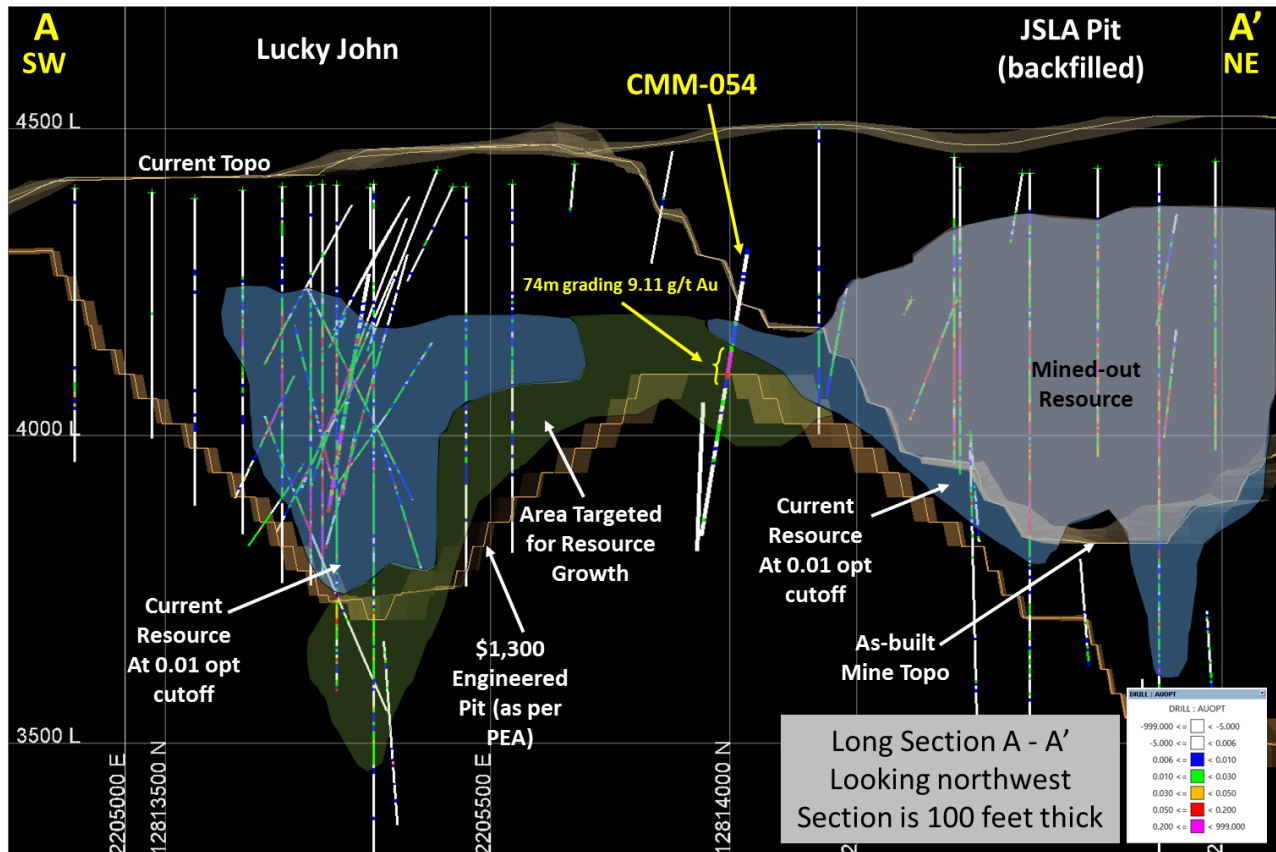 A
SW
Lucky John
JSLA Pit
(backfilled)
A’
NE
CMM-054
4500 L
Current Topo
74m grading 9.11 g/t Au
Mined-out
Resource
4000 L
Area Targeted
for Resource
Growth
Current
Resource
At 0.01 opt
cutoff
Current
Resource
At 0.01 opt
cutoff
$1,300
Engineered
Pit (as per
PEA)
As-built
Mine Topo
3500 L
2205000 E
12813500 N
2205500 E
12814000 N
Long Section A - A’
Looking northwest
Section is 100 feet thick
DRILL : AUOPT
DRILL : AUOPT
-999.000 <= < -5.000
-5.000 <= < 0.006
0.006 <= < 0.010
0.010 <= < 0.030
0.030 <= < 0.050
0.050 <= < 0.200
0.200 <= < 999.000